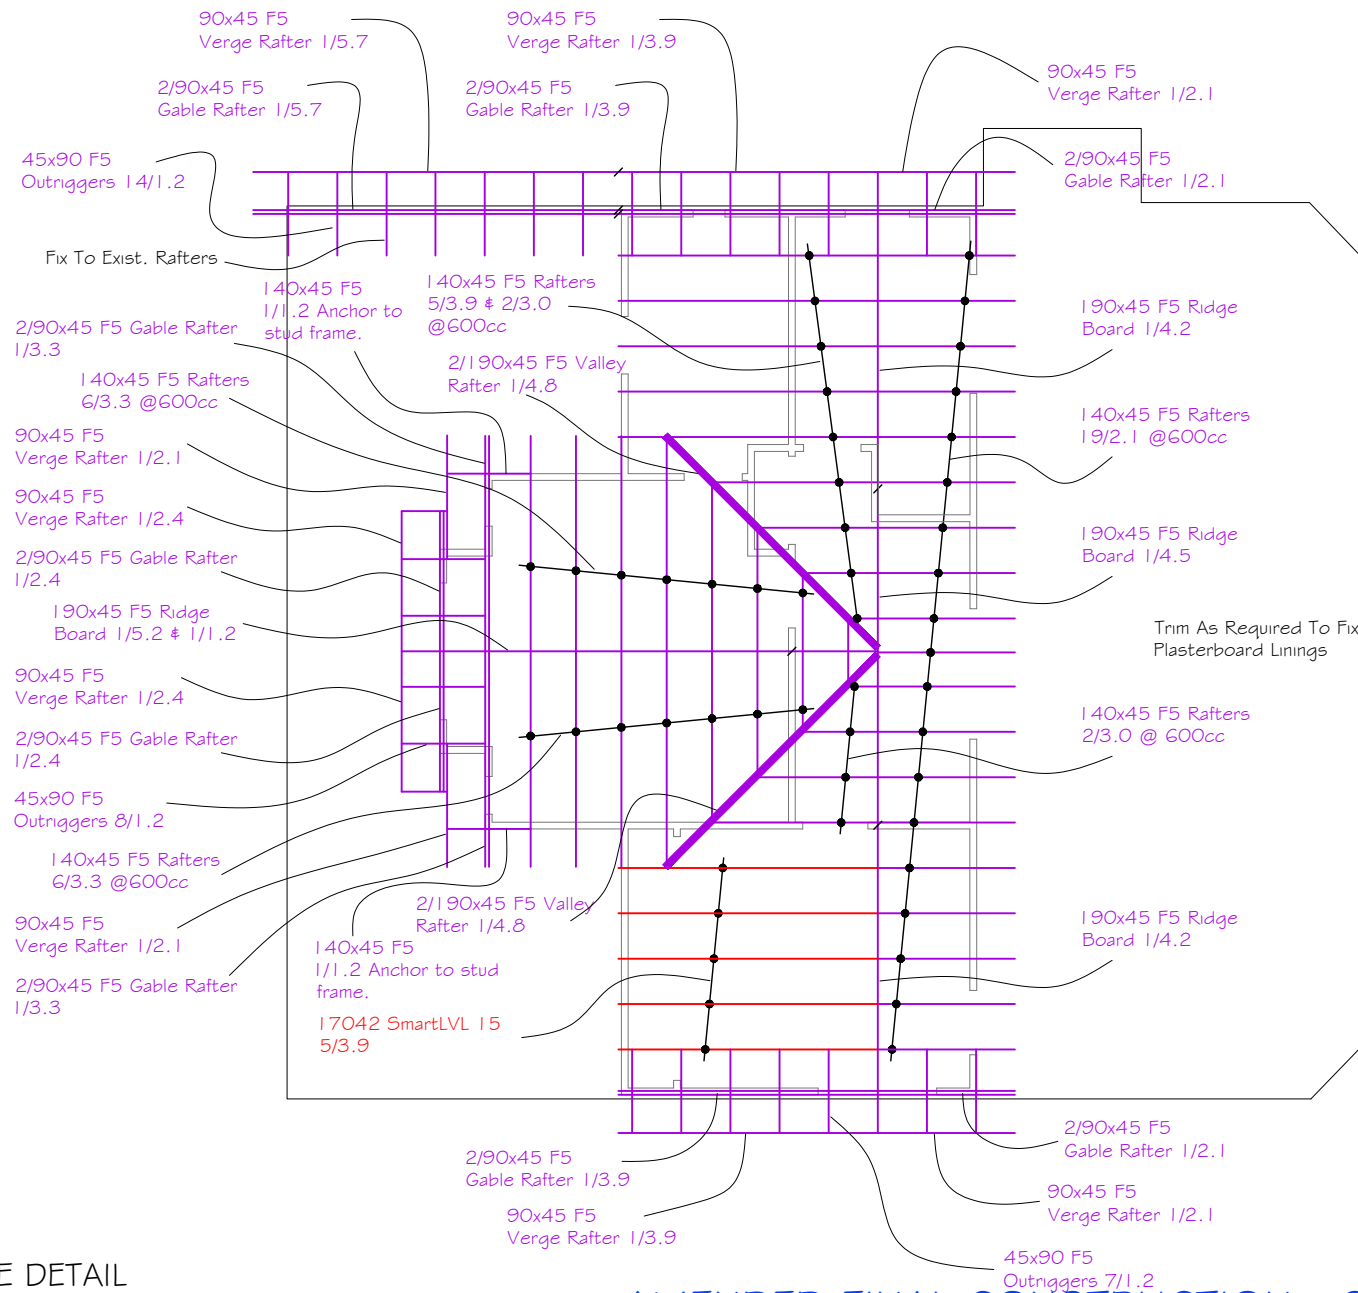 90x45 F5
Verge Rafter 1/5.7
90x45 F5
Verge Rafter 1/3.9
90x45 F5
Verge Rafter 1/2.1
2/90x45 F5
Gable Rafter 1/5.7
2/90x45 F5
Gable Rafter 1/3.9
2/90x45 F5
Gable Rafter 1/2.1
45x90 F5
Outriggers 14/1.2
Fix To Exist. Rafters
140x45 F5
1/1.2 Anchor to
stud frame.
140x45 F5 Rafters
5/3.9 & 2/3.0
@600cc
190x45 F5 Ridge
Board 1/4.2
2/90x45 F5 Gable Rafter
1/3.3
2/190x45 F5 Valley
Rafter 1/4.8
140x45 F5 Rafters
6/3.3 @600cc
140x45 F5 Rafters
19/2.1 @600cc
90x45 F5
Verge Rafter 1/2.1
90x45 F5
Verge Rafter 1/2.4
190x45 F5 Ridge
Board 1/4.5
2/90x45 F5 Gable Rafter
1/2.4
190x45 F5 Ridge
Board 1/5.2 & 1/1.2
Trim As Required To Fix
Plasterboard Linings
90x45 F5
Verge Rafter 1/2.4
140x45 F5 Rafters
2/3.0 @ 600cc
2/90x45 F5 Gable Rafter
1/2.4
45x90 F5
Outriggers 8/1.2
140x45 F5 Rafters
6/3.3 @600cc
2/190x45 F5 Valley
Rafter 1/4.8
190x45 F5 Ridge
Board 1/4.2
90x45 F5
Verge Rafter 1/2.1
140x45 F5
1/1.2 Anchor to stud
frame.
2/90x45 F5 Gable Rafter
1/3.3
17042 SmartLVL 15
5/3.9
2/90x45 F5
Gable Rafter 1/3.9
2/90x45 F5
Gable Rafter 1/2.1
90x45 F5
Verge Rafter 1/3.9
90x45 F5
Verge Rafter 1/2.1
45x90 F5
Outriggers 7/1.2
E DETAIL